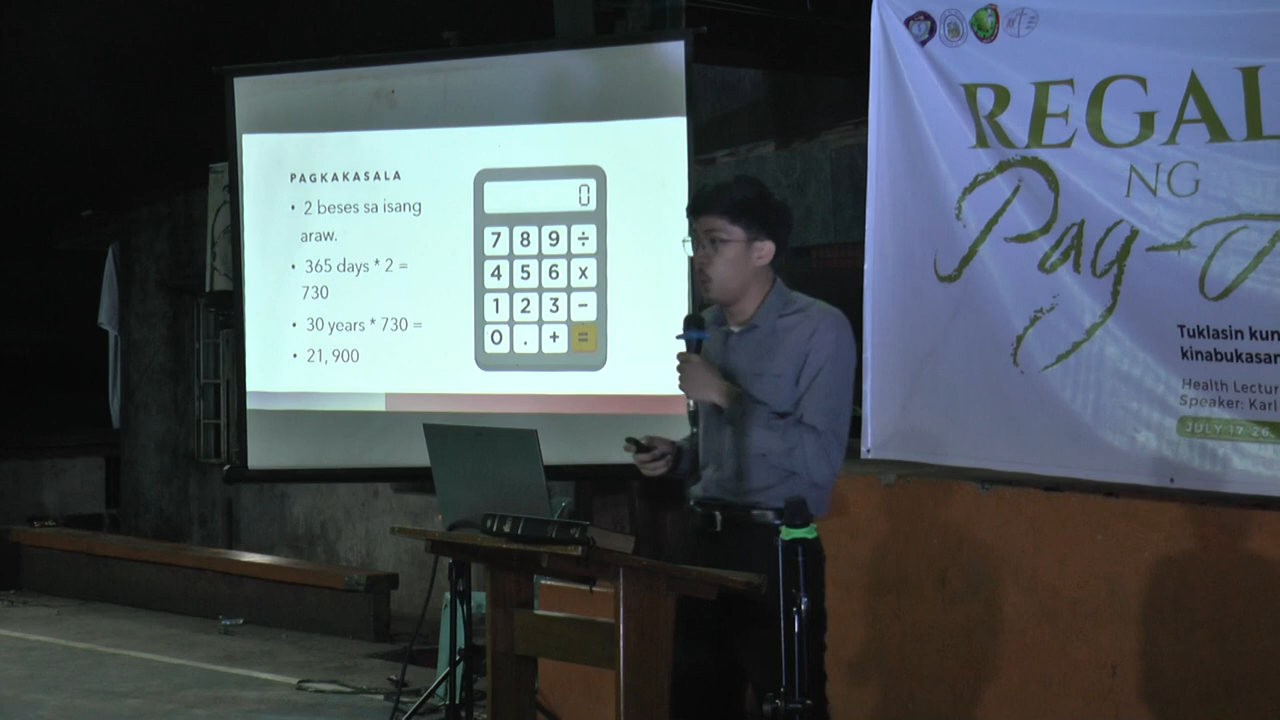 PAGKAKASALA
• 2 beses sa isang
araw.
• 365 days * 2 =
730
• 30 years * 730 =
• 21, 900
0
7 8 9 ÷
4 5 6 x
1 2 3 −
0 . + =
REGAL
NG
Pag-
Tuklasin kun
kinabukasan
Health Lectur
Speaker: Karl
JULY 17-26